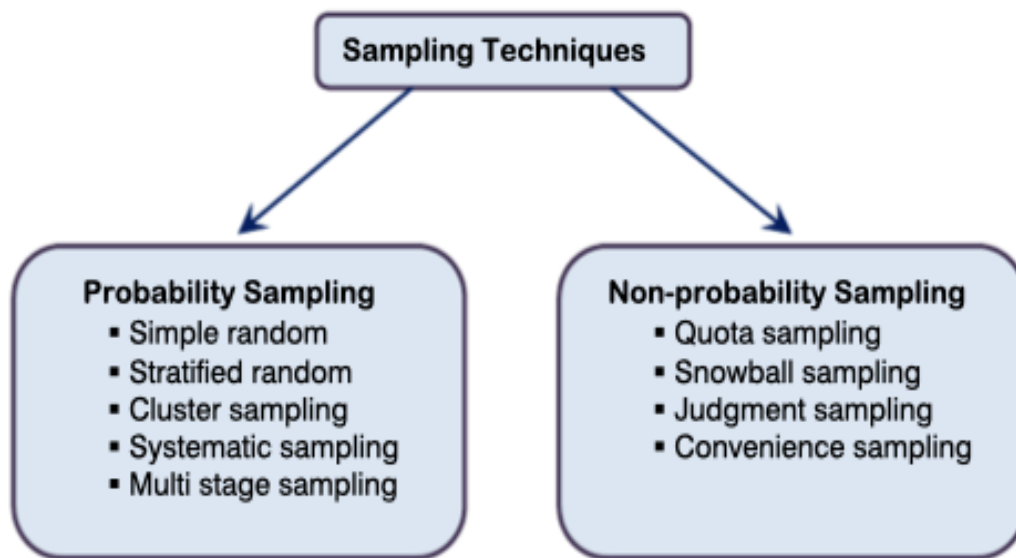 Sampling Techniques
Probability Sampling
▪ Simple random
▪ Stratified random
▪ Cluster sampling
▪ Systematic sampling
▪ Multi stage sampling
Non-probability Sampling
▪ Quota sampling
▪ Snowball sampling
▪ Judgment sampling
▪ Convenience sampling